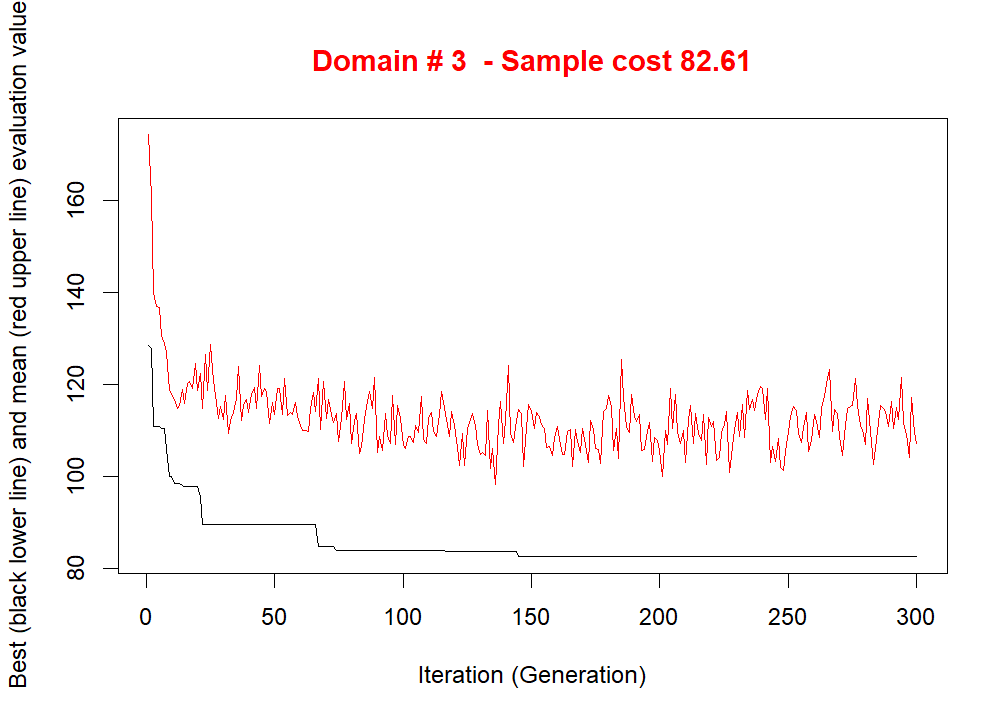 Domain # 3  - Sample cost 82.61
Best (black lower line) and mean (red upper line) evaluation value
160
140
120
100
80
0 50 100 150 200 250 300
Iteration (Generation)